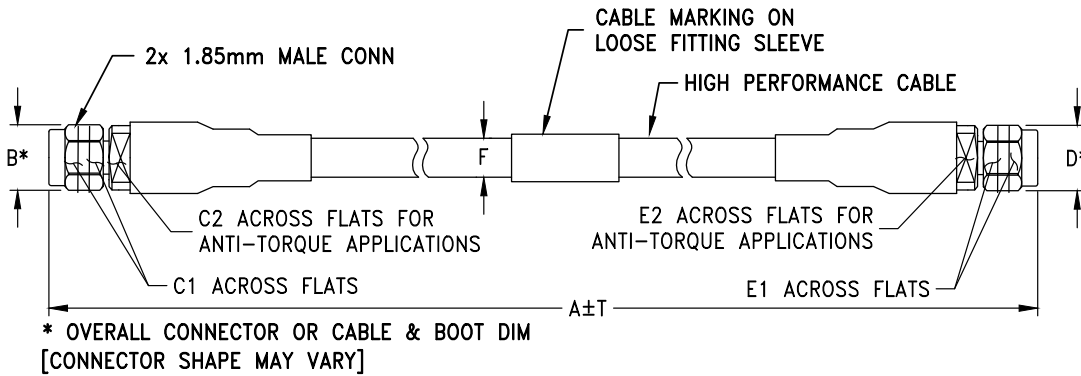 CABLE MARKING ON
LOOSE FITTING SLEEVE
2x 1.85mm MALE CONN
HIGH PERFORMANCE CABLE
B*
F
D*
C2 ACROSS FLATS FOR
ANTI-TORQUE APPLICATIONS
E2 ACROSS FLATS FOR
ANTI-TORQUE APPLICATIONS
C1 ACROSS FLATS
E1 ACROSS FLATS
A±T
* OVERALL CONNECTOR OR CABLE & BOOT DIM
[CONNECTOR SHAPE MAY VARY]